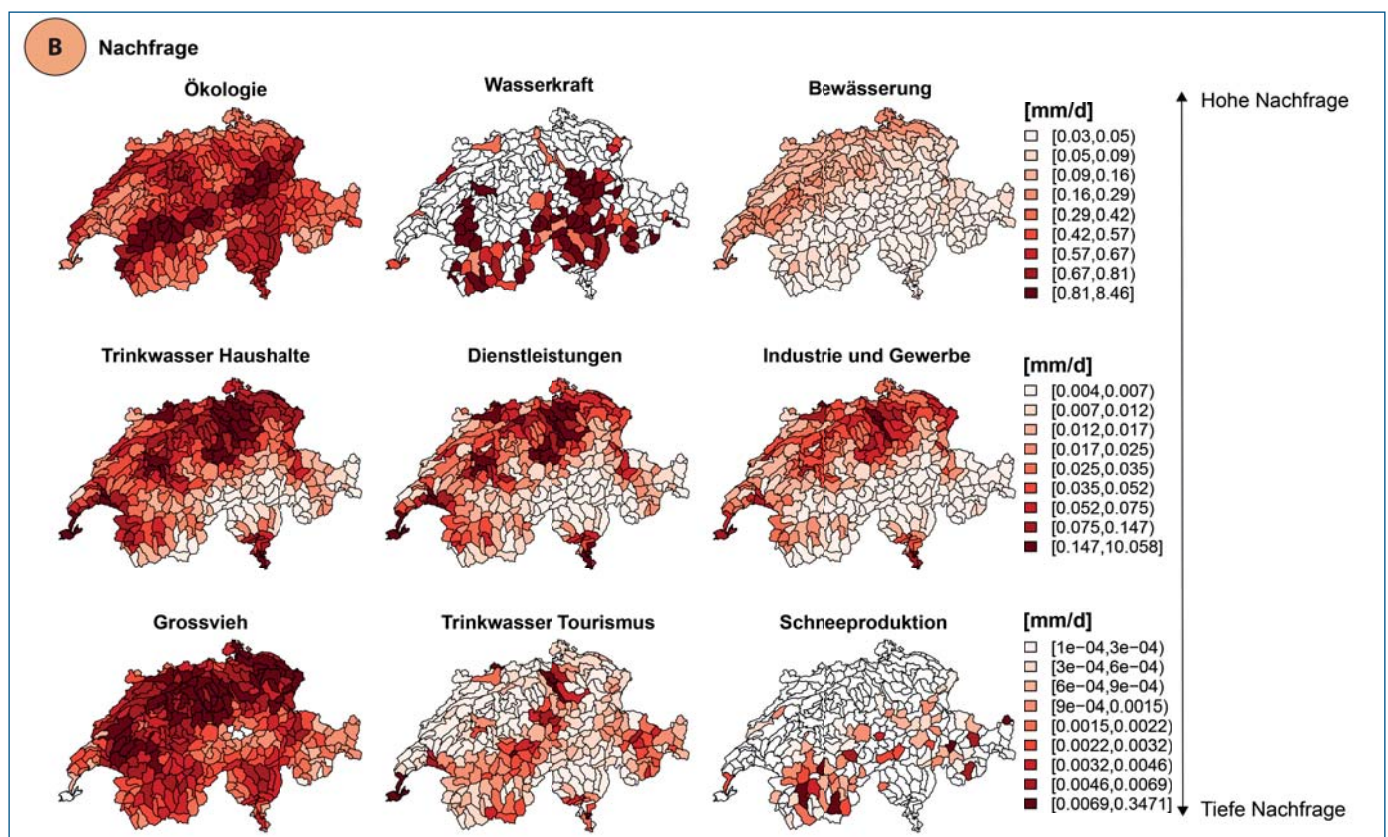 B Nachfrage
Ökologie
Wasserkraft
Bewässerung
[mm/d]
[0.03,0.05)
[0.05,0.09)
[0.09,0.16)
[0.16,0.29)
[0.29,0.42)
[0.42,0.57)
[0.57,0.67)
[0.67,0.81)
[0.81,8.46]
Hohe Nachfrage
Trinkwasser Haushalte
Dienstleistungen
Industrie und Gewerbe
[mm/d]
[0.004,0.007)
[0.007,0.012)
[0.012,0.017)
[0.017,0.025)
[0.025,0.035)
[0.035,0.052)
[0.052,0.075)
[0.075,0.147)
[0.147,10.058]
Grossvieh
Trinkwasser Tourismus
Schneeproduktion
[mm/d]
[1e−04,3e−04)
[3e−04,6e−04)
[6e−04,9e−04)
[9e−04,0.0015)
[0.0015,0.0022)
[0.0022,0.0032)
[0.0032,0.0046)
[0.0046,0.0069)
[0.0069,0.3471]
Tiefe Nachfrage